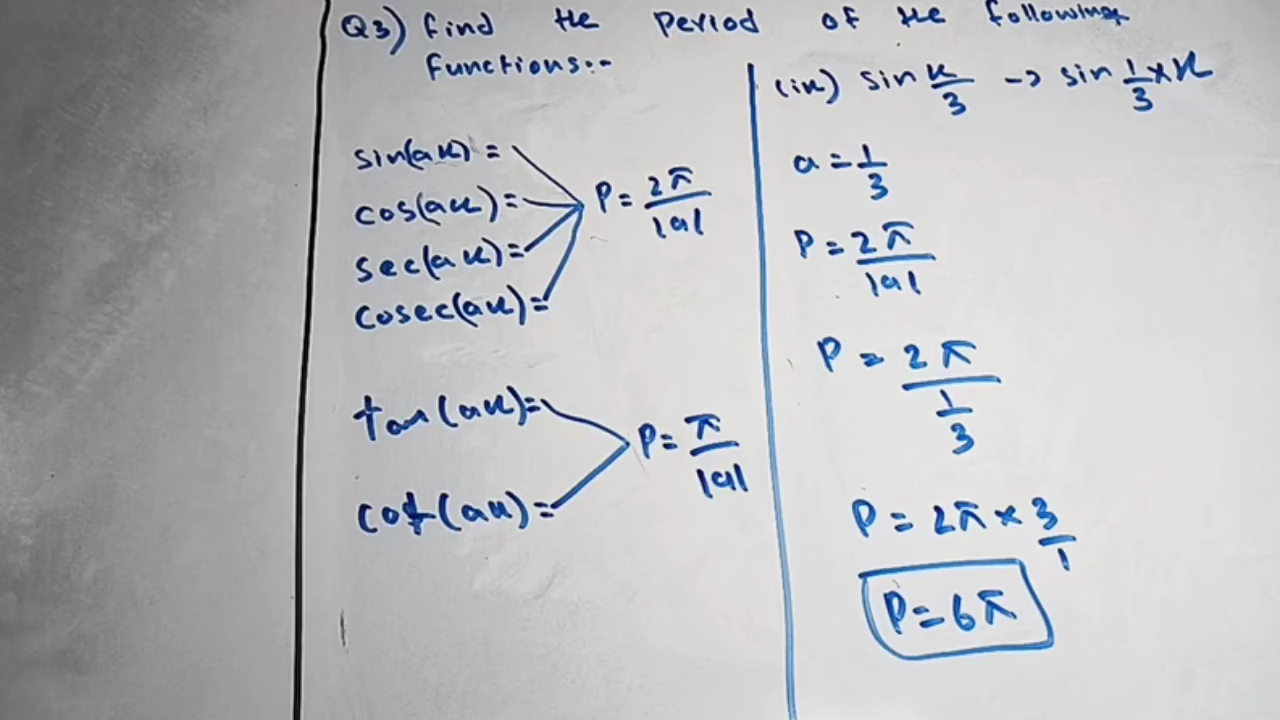 Q3) find the period of the following
functions:-
sin(ax) =
cos(ax) =
sec(ax) =
cosec(ax) =
P = 2π/|a|
tan(ax) =
cot(ax) =
P = π/|a|
(ix) sin x/3 → sin 1/3 × x
a = 1/3
P = 2π/|a|
P = 2π/(1/3)
P = 2π × 3/1
P = 6π